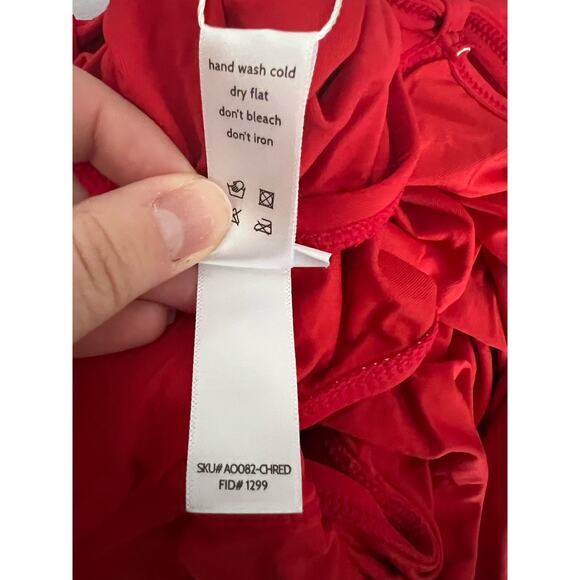 hand wash cold
dry flat
don't bleach
don't iron
SKU# AO082-CHRED
FID# 1299